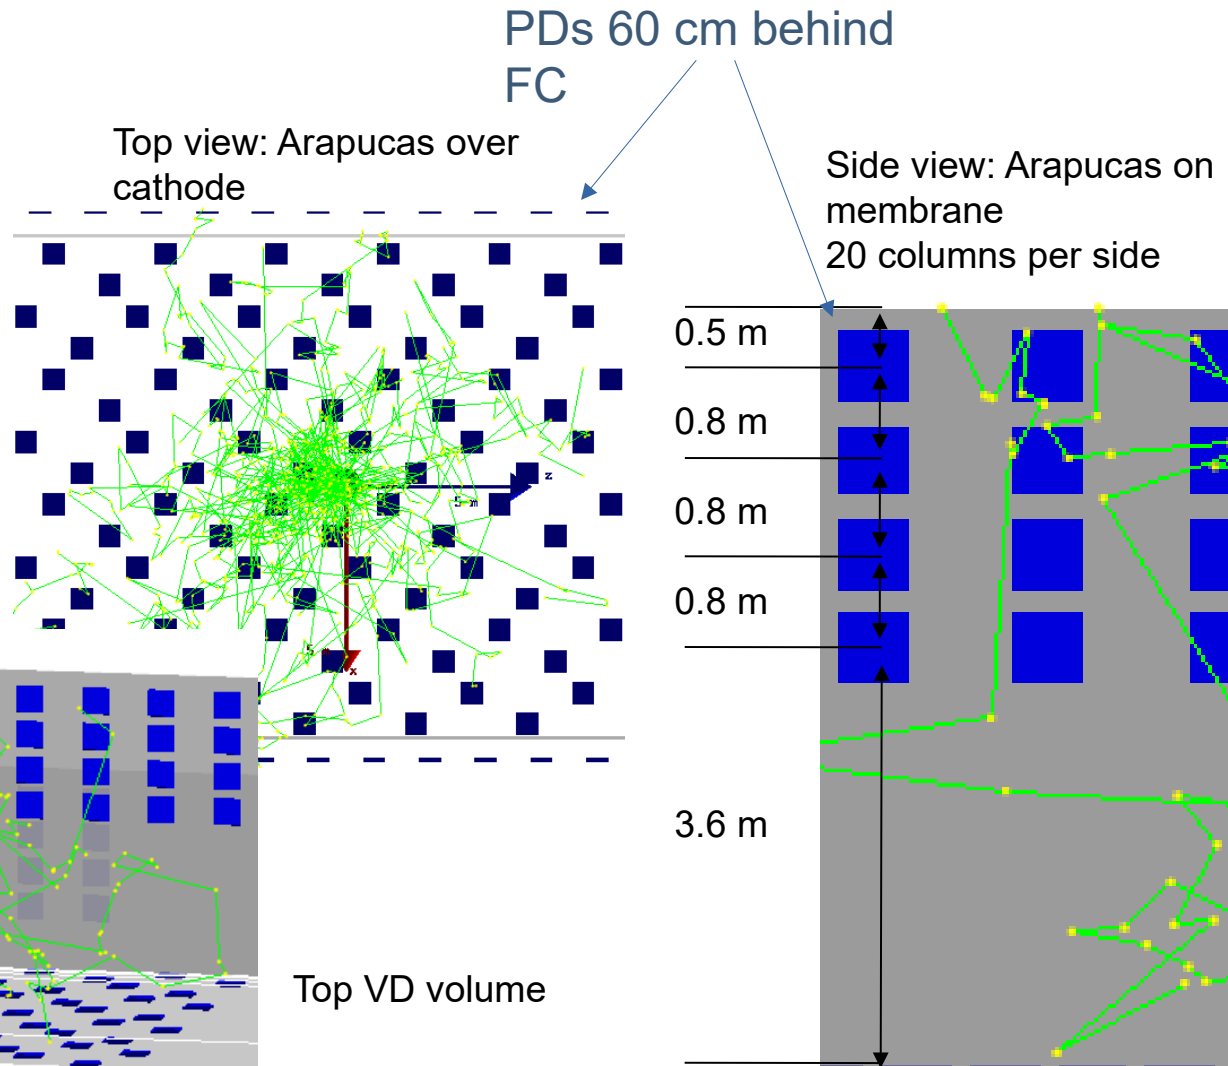 PDs 60 cm behind
FC
Top view: Arapucas over
cathode
Side view: Arapucas on
membrane
20 columns per side
0.5 m
0.8 m
0.8 m
0.8 m
3.6 m
z
5 m
x
Top VD volume